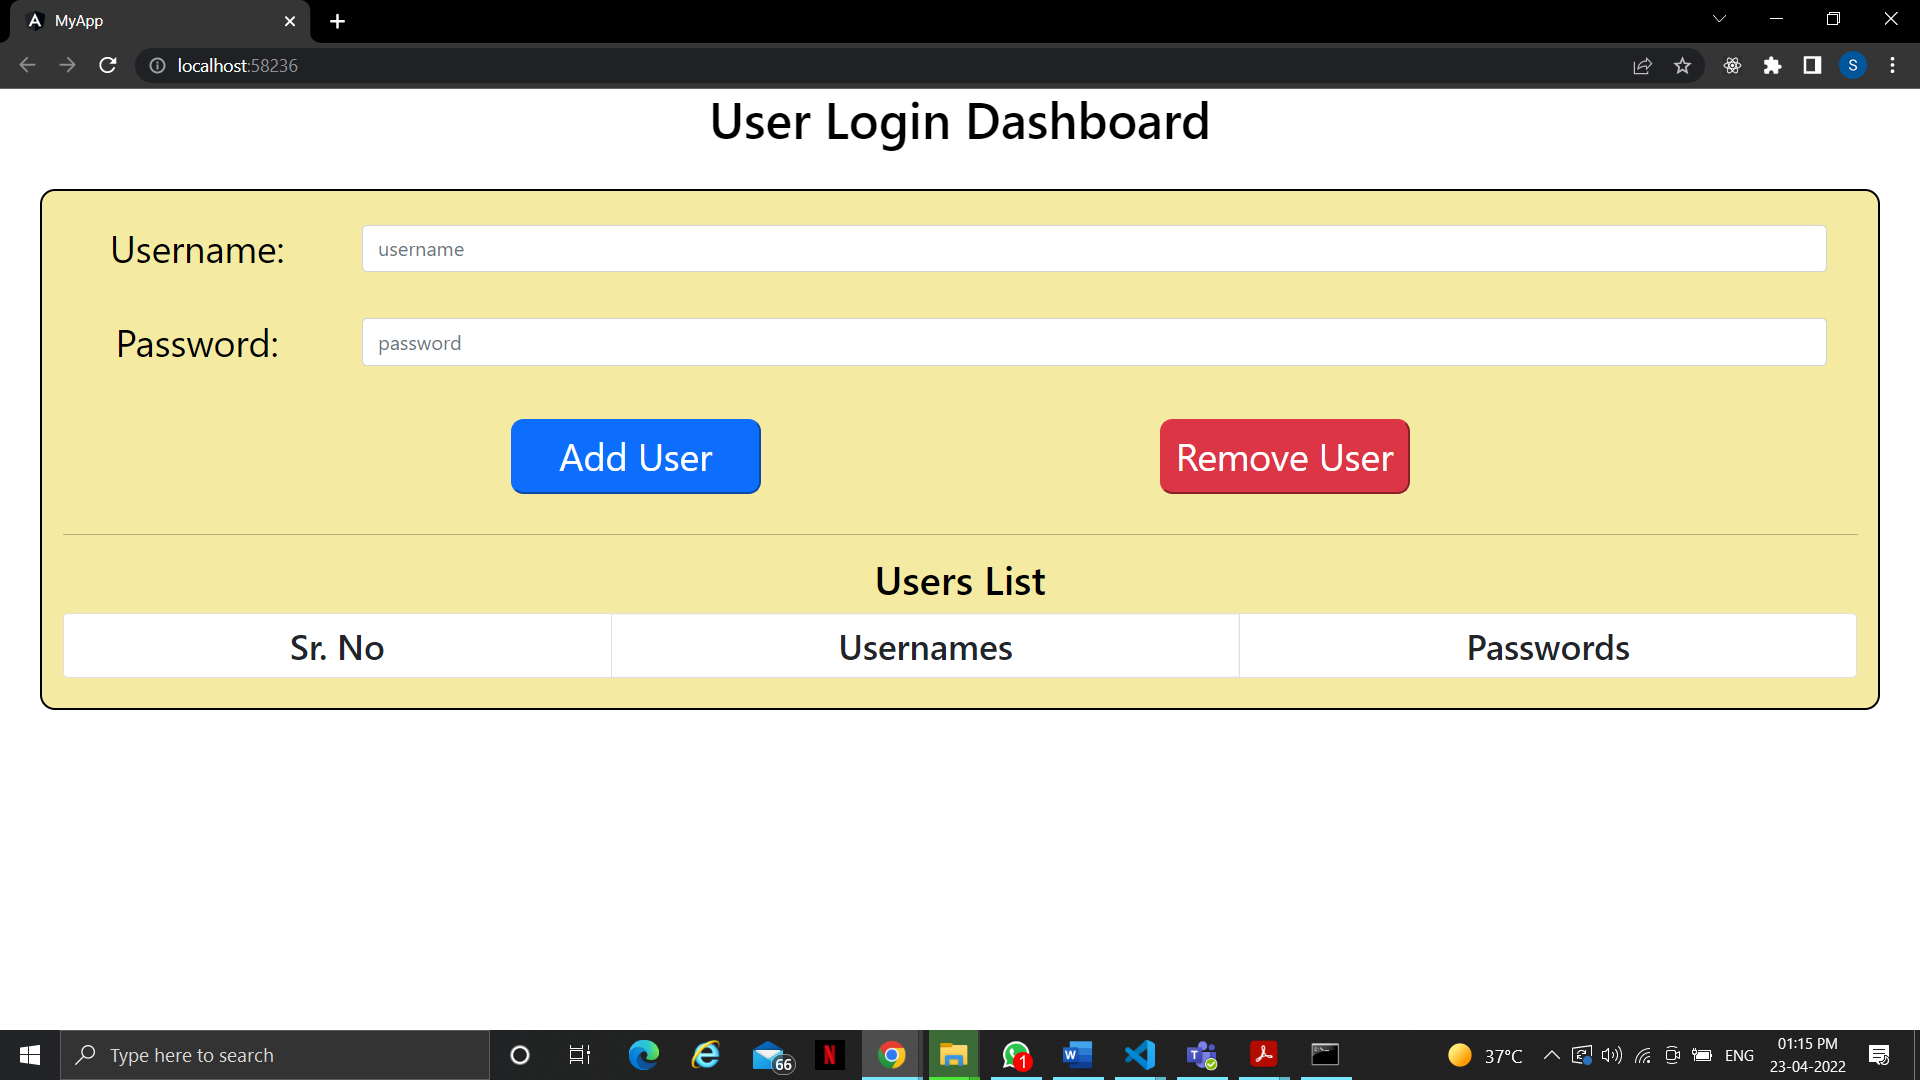 MyApp
localhost:58236
S
User Login Dashboard
Username:
username
Password:
password
Add User
Remove User
Users List
Sr. No
Usernames
Passwords
Type here to search
66
N
1
W
T
37°C
ENG
01:15 PM
23-04-2022